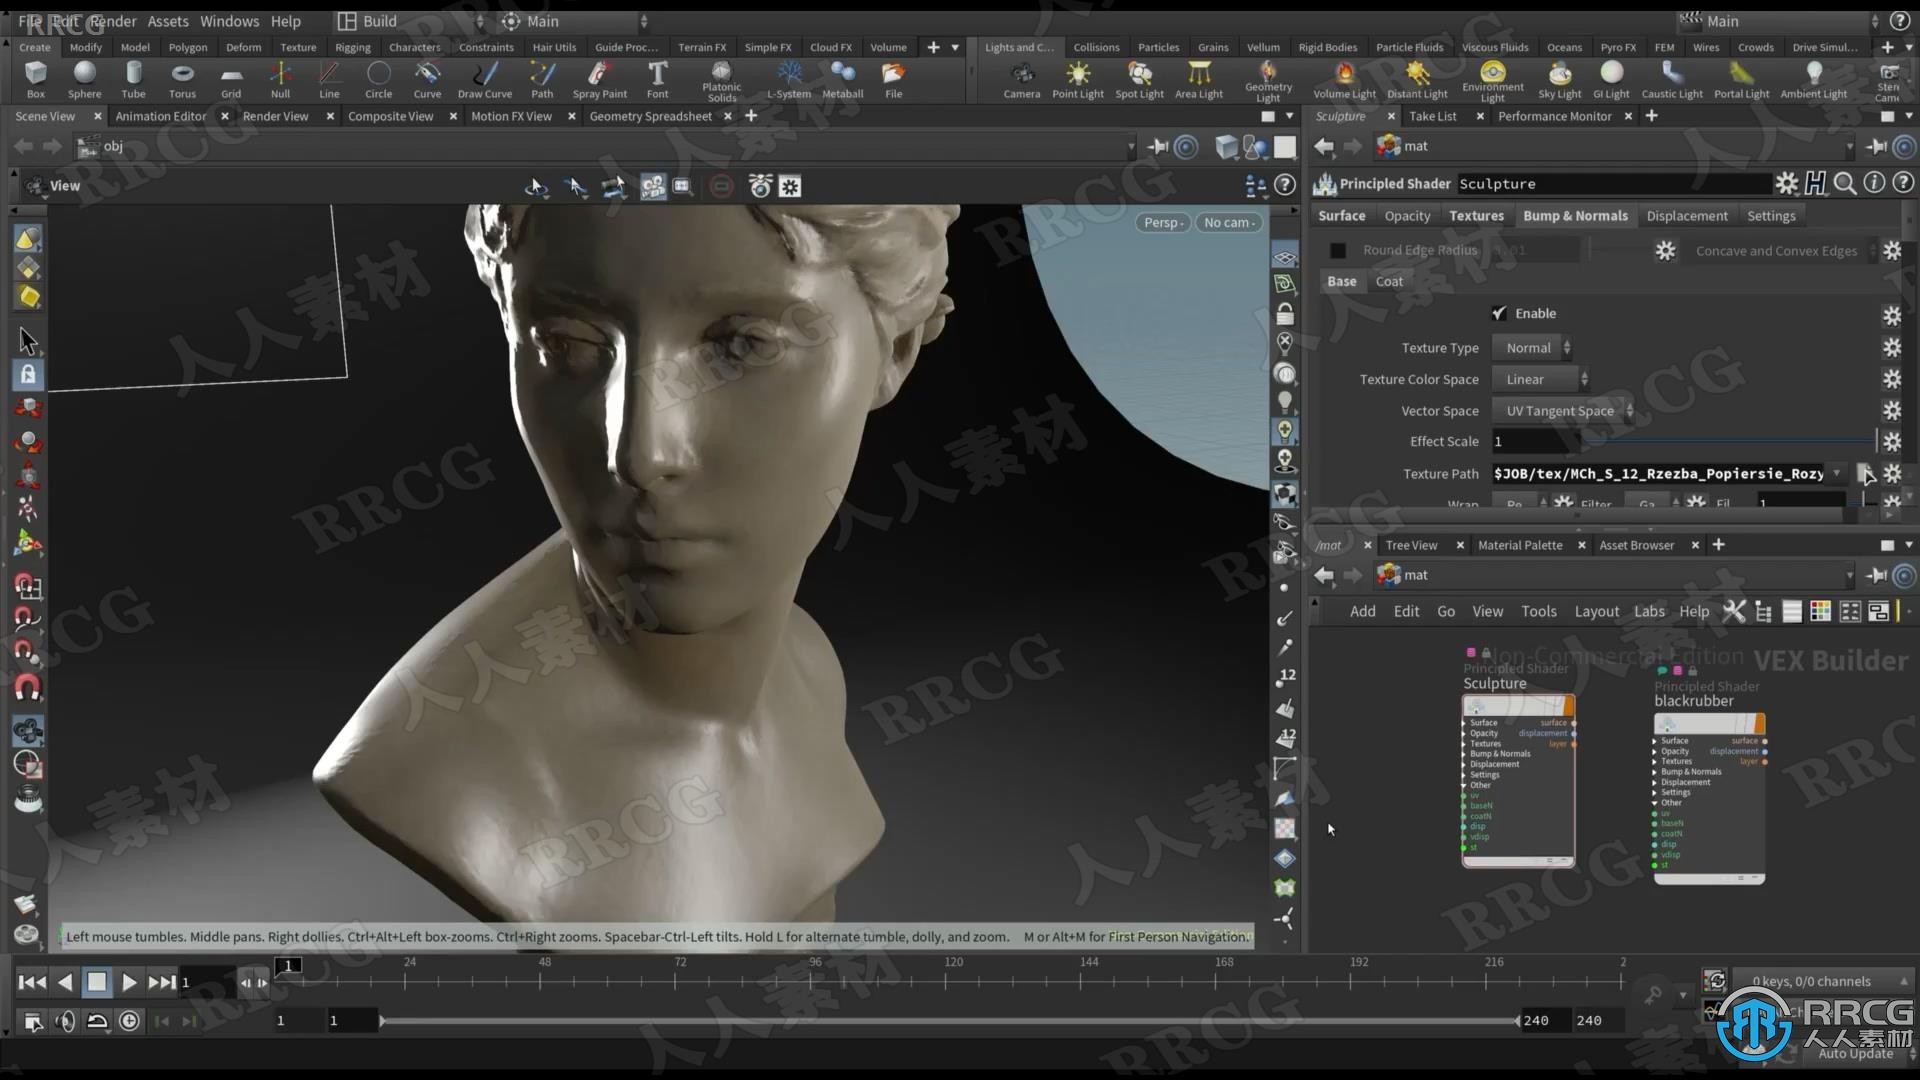 File Edit Render Assets Windows Help Build Main Main
RRCG
Create Modify Model Polygon Deform Texture Rigging Characters Constraints Hair Utils Guide Proc... Terrain FX Simple FX Cloud FX Volume
Lights and C... Collisions Particles Grains Vellum Rigid Bodies Particle Fluids Viscous Fluids Oceans Pyro FX FEM Wires Crowds Drive Simul...
Box Sphere Tube Torus Grid Null Line Circle Curve Draw Curve Path Spray Paint Font Platonic Solids L-System Metaball File
Camera Point Light Spot Light Area Light Geometry Light Volume Light Distant Light Environment Light Sky Light GI Light Caustic Light Portal Light Ambient Light
Scene View Animation Editor Render View Composite View Motion FX View Geometry Spreadsheet
Sculpture Take List Performance Monitor
obj
mat
View
Principled Shader Sculpture
Persp No cam
Surface Opacity Textures Bump & Normals Displacement Settings
Round Edge Radius 0.01 Concave and Convex Edges
Base Coat
Enable
Texture Type Normal
Texture Color Space Linear
Vector Space UV Tangent Space
Effect Scale 1
Texture Path $JOB/tex/MCh_S_12_Rzezba_Popiersie_Rozy
Wrap Re Filter Ga Fil 1
/mat Tree View Material Palette Asset Browser
mat
Add Edit Go View Tools Layout Labs Help
Non-Commercial Edition VEX Builder
Principled Shader
Sculpture
Surface surface
Opacity displacement
Textures layer
Bump & Normals
Displacement
Settings
Other
uv
baseN
coatN
disp
vdisp
st
Principled Shader
blackrubber
Surface surface
Opacity displacement
Textures layer
Bump & Normals
Displacement
Settings
Other
uv
baseN
coatN
disp
vdisp
st
12
12
Left mouse tumbles. Middle pans. Right dollies. Ctrl+Alt+Left box-zooms. Ctrl+Right zooms. Spacebar-Ctrl-Left tilts. Hold L for alternate tumble, dolly, and zoom. M or Alt+M for First Person Navigation.
1 1 24 48 72 96 120 144 168 192 216 2
0 keys, 0/0 channels
1 1 240 240
Auto Update
RRCG
人人素材